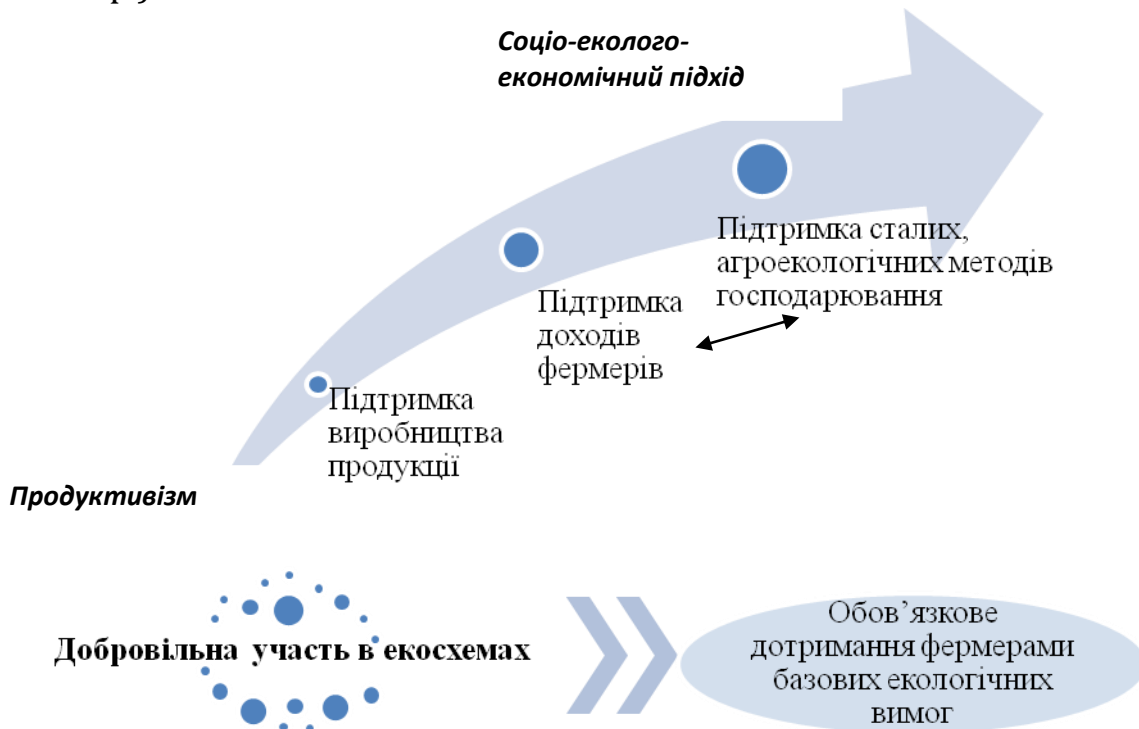 Соціо-еколого-
економічний підхід
Підтримка сталих,
агроекологічних методів
господарювання
Підтримка
доходів
фермерів
Підтримка
виробництва
продукції
Продуктивізм
Добровільна участь в екосхемах
Обов’язкове
дотримання фермерами
базових екологічних
вимог